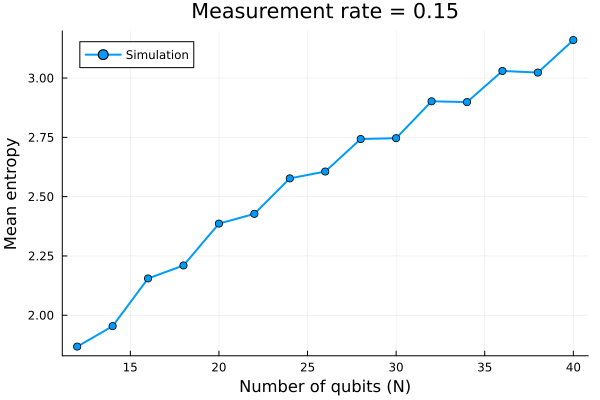 Measurement rate = 0.15
Simulation
3.00
2.75
2.50
2.25
2.00
Mean entropy
15 20 25 30 35 40
Number of qubits (N)